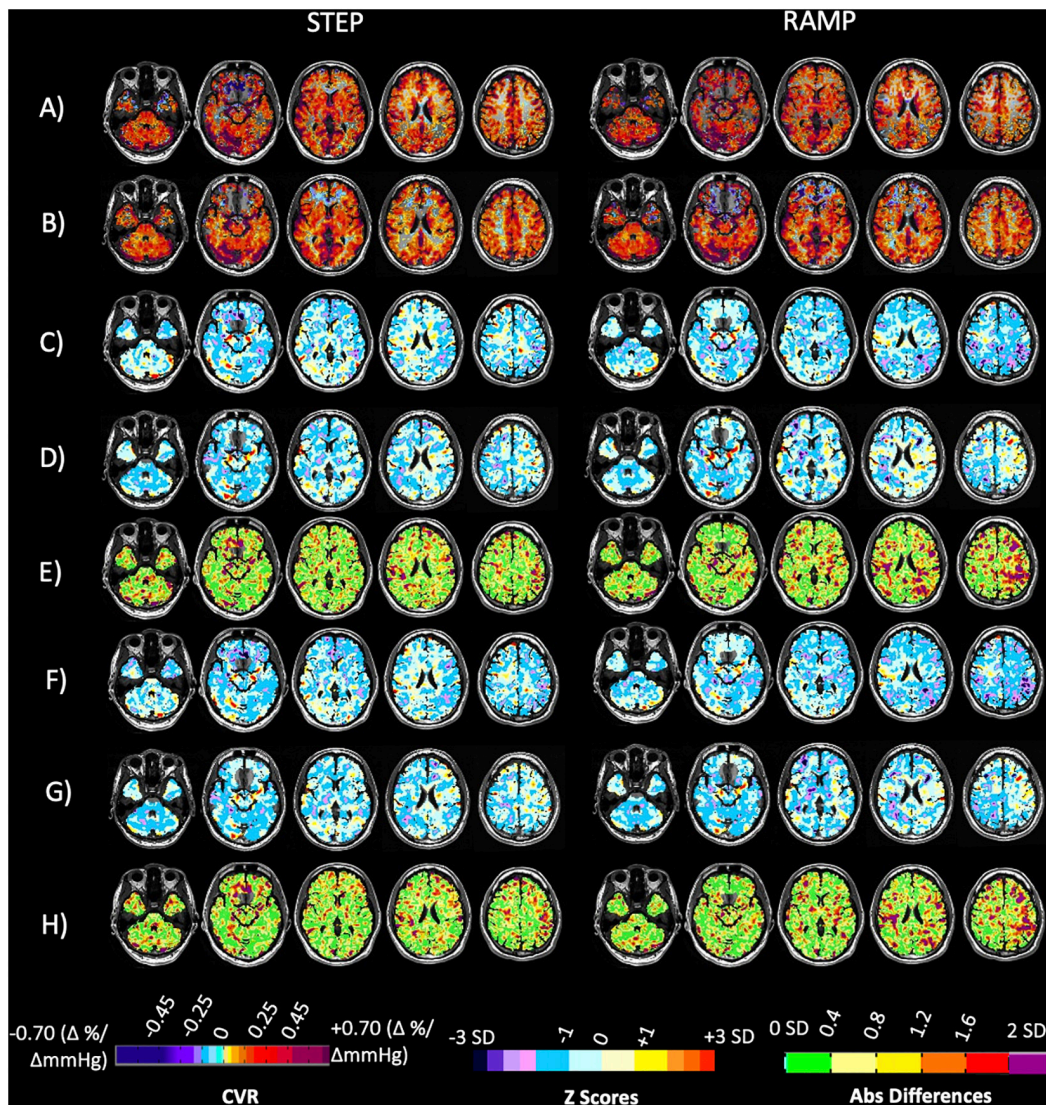 STEP RAMP
A)
B)
C)
D)
E)
F)
G)
H)
-0.70 (Δ %/
ΔmmHg)
-0.45
-0.25
0
0.25
0.45
+0.70 (Δ %/
ΔmmHg)
CVR
-3 SD
-1
0
+1
+3 SD
Z Scores
0 SD
0.4
0.8
1.2
1.6
2 SD
Abs Differences